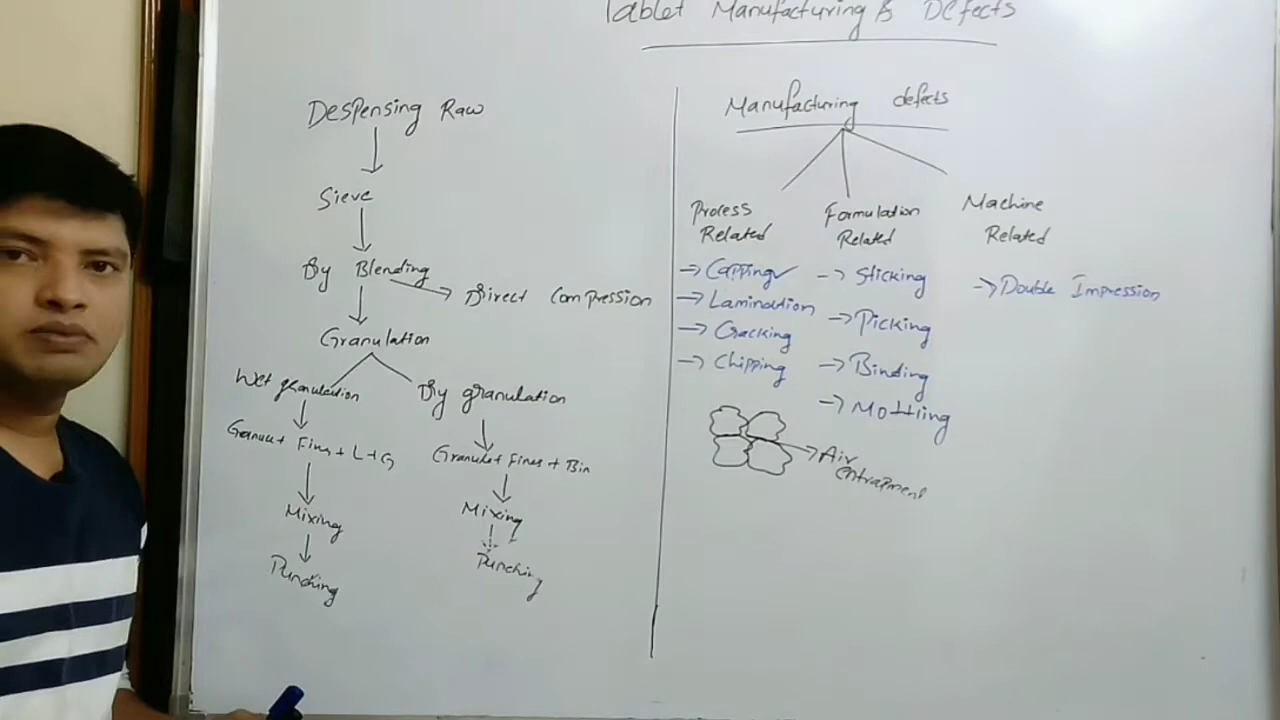 Tablet Manufacturing & Defects
Despensing Raw
Sieve
Dry Blending
Direct Compression
Granulation
Wet granulation
Dry granulation
Fines + L + G
Granule + Fines + Bin
Mixing
Mixing
Punching
Punching
Manufacturing defects
Process
Related
Formulation
Related
Machine
Related
→ Capping ✓
→ Lamination
→ Cracking
→ Chipping
→ Sticking
→ Picking
→ Binding
→ Mottling
→ Double Impression
→ Air
entrapment